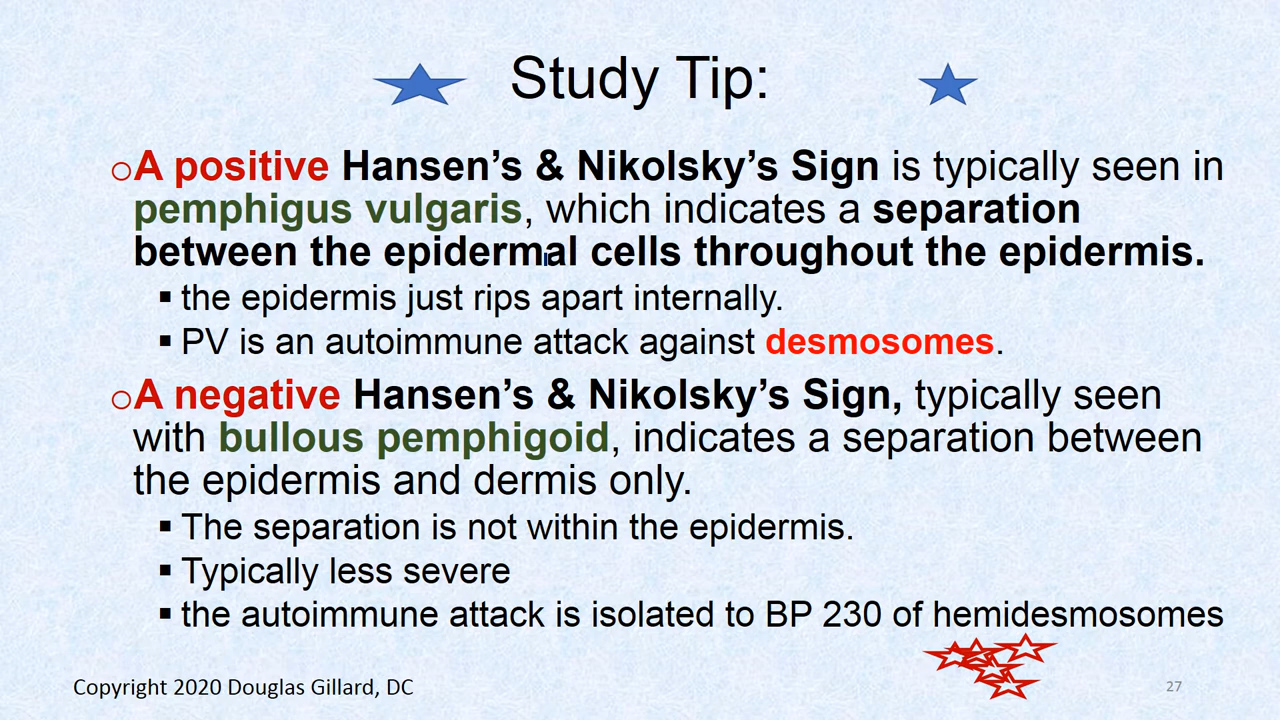 Study Tip:
A positive Hansen's & Nikolsky's Sign is typically seen in
pemphigus vulgaris, which indicates a separation
between the epidermal cells throughout the epidermis.
the epidermis just rips apart internally.
PV is an autoimmune attack against desmosomes.
A negative Hansen's & Nikolsky's Sign, typically seen
with bullous pemphigoid, indicates a separation between
the epidermis and dermis only.
The separation is not within the epidermis.
Typically less severe
the autoimmune attack is isolated to BP 230 of hemidesmosomes
Copyright 2020 Douglas Gillard, DC
27